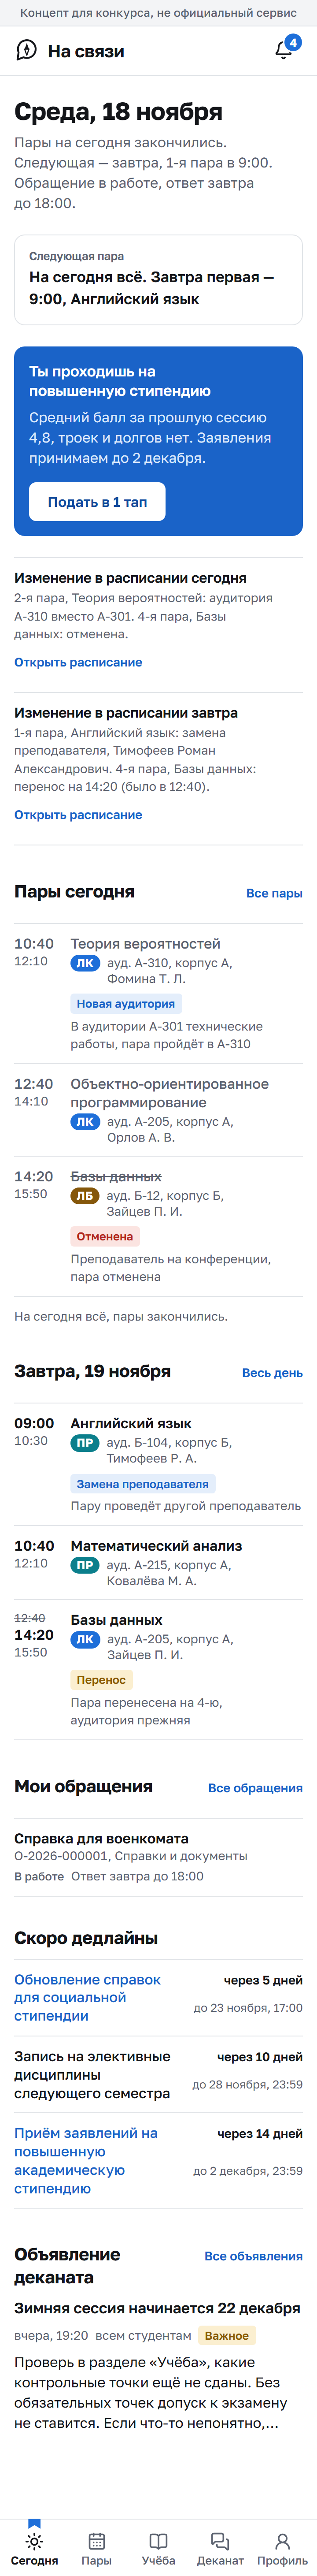 Концепт для конкурса, не официальный сервис
На связи
4
Среда, 18 ноября
Пары на сегодня закончились.
Следующая — завтра, 1-я пара в 9:00.
Обращение в работе, ответ завтра
до 18:00.
Следующая пара
На сегодня всё. Завтра первая —
9:00, Английский язык
Ты проходишь на
повышенную стипендию
Средний балл за прошлую сессию
4,8, троек и долгов нет. Заявления
принимаем до 2 декабря.
Подать в 1 тап
Изменение в расписании сегодня
2-я пара, Теория вероятностей: аудитория
А-310 вместо А-301. 4-я пара, Базы
данных: отменена.
Открыть расписание
Изменение в расписании завтра
1-я пара, Английский язык: замена
преподавателя, Тимофеев Роман
Александрович. 4-я пара, Базы данных:
перенос на 14:20 (было в 12:40).
Открыть расписание
Пары сегодня
Все пары
10:40 Теория вероятностей
12:10 ЛК ауд. А-310, корпус А,
Фомина Т. Л.
Новая аудитория
В аудитории А-301 технические
работы, пара пройдёт в А-310
12:40 Объектно-ориентированное
14:10 программирование
ЛК ауд. А-205, корпус А,
Орлов А. В.
14:20 Базы данных
15:50 ЛБ ауд. Б-12, корпус Б,
Зайцев П. И.
Отменена
Преподаватель на конференции,
пара отменена
На сегодня всё, пары закончились.
Завтра, 19 ноября
Весь день
09:00 Английский язык
10:30 ПР ауд. Б-104, корпус Б,
Тимофеев Р. А.
Замена преподавателя
Пару проведёт другой преподаватель
10:40 Математический анализ
12:10 ПР ауд. А-215, корпус А,
Ковалёва М. А.
12:40 Базы данных
14:20 ЛК ауд. А-205, корпус А,
15:50 Зайцев П. И.
Перенос
Пара перенесена на 4-ю,
аудитория прежняя
Мои обращения
Все обращения
Справка для военкомата
О-2026-000001, Справки и документы
В работе Ответ завтра до 18:00
Скоро дедлайны
Обновление справок
для социальной
стипендии
через 5 дней
до 23 ноября, 17:00
Запись на элективные
дисциплины
следующего семестра
через 10 дней
до 28 ноября, 23:59
Приём заявлений на
повышенную
академическую
стипендию
через 14 дней
до 2 декабря, 23:59
Объявление
деканата
Все объявления
Зимняя сессия начинается 22 декабря
вчера, 19:20 всем студентам Важное
Проверь в разделе «Учёба», какие
контрольные точки ещё не сданы. Без
обязательных точек допуск к экзамену
не ставится. Если что-то непонятно,...
Сегодня Пары Учёба Деканат Профиль